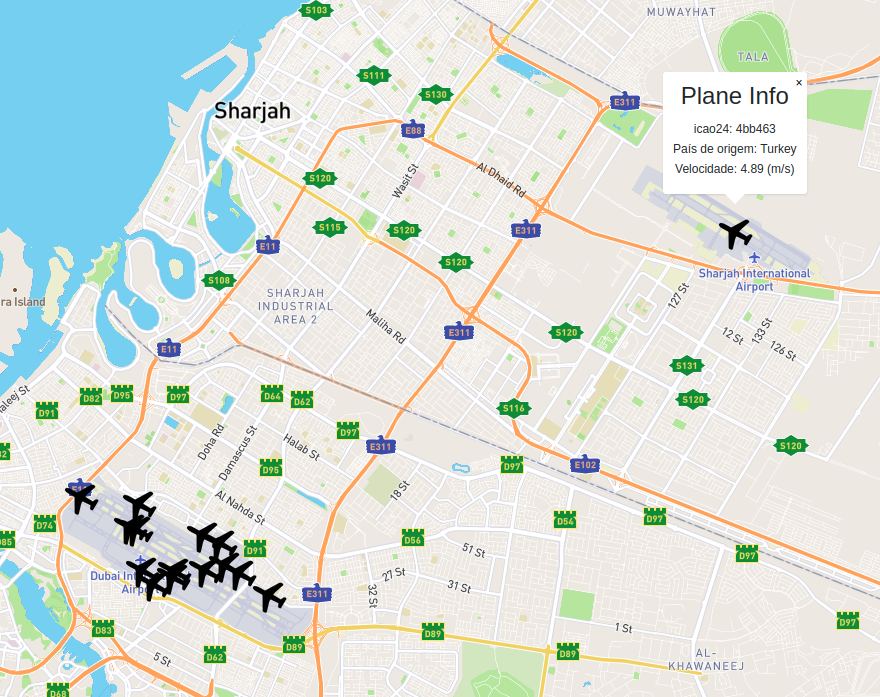 MUWAYHAT
S103
TALA
S111
S130
E311
×
Plane Info
icao24: 4bb463
País de origem: Turkey
Velocidade: 4.89 (m/s)
Sharjah
E88
Al Dhaid Rd
Wasit St
S120
S115
S120
E311
E11
S120
Sharjah International
Airport
S108
127 St
ra Island
SHARJAH
INDUSTRIAL
AREA 2
Maliha Rd
E311
S120
12 St
133 St
126 St
E11
S131
aleej St
D82
D95
D97
D64
D62
S120
D91
S116
D97
Doha Rd
Damascus St
Halab St
E311
S120
D95
D97
E102
18 St
Al Nahda St
D74
D54
D97
D56
D91
51 St
D97
27 St
31 St
32 St
E311
D97
D83
D89
D89
1 St
D62
D89
5 St
AL-
KHAWANEEJ
D68